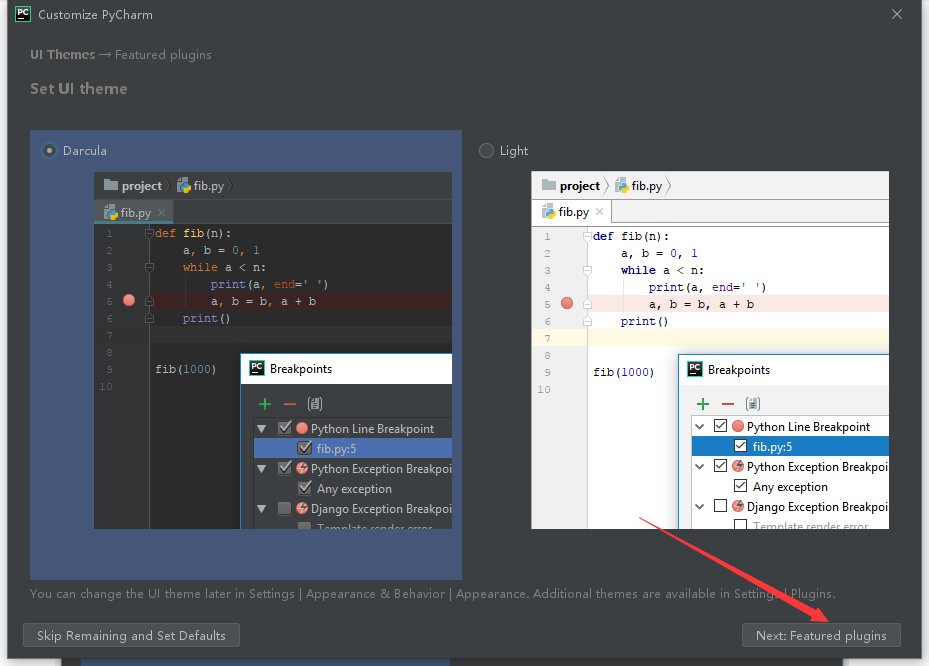 PC Customize PyCharm
UI Themes → Featured plugins
Set UI theme
Darcula
project fib.py
fib.py
1 def fib(n):
2 a, b = 0, 1
3 while a < n:
4 print(a, end=' ')
5 a, b = b, a + b
6 print()
7
8
9 fib(1000)
10
PC Breakpoints
Python Line Breakpoint
fib.py:5
Python Exception Breakpoi
Any exception
Django Exception Breakpoi
Template render error
Light
project fib.py
fib.py
1 def fib(n):
2 a, b = 0, 1
3 while a < n:
4 print(a, end=' ')
5 a, b = b, a + b
6 print()
7
8
9 fib(1000)
10
PC Breakpoints
Python Line Breakpoint
fib.py:5
Python Exception Breakpoi
Any exception
Django Exception Breakpoi
Template render error
You can change the UI theme later in Settings | Appearance & Behavior | Appearance. Additional themes are available in Settings | Plugins.
Skip Remaining and Set Defaults
Next: Featured plugins